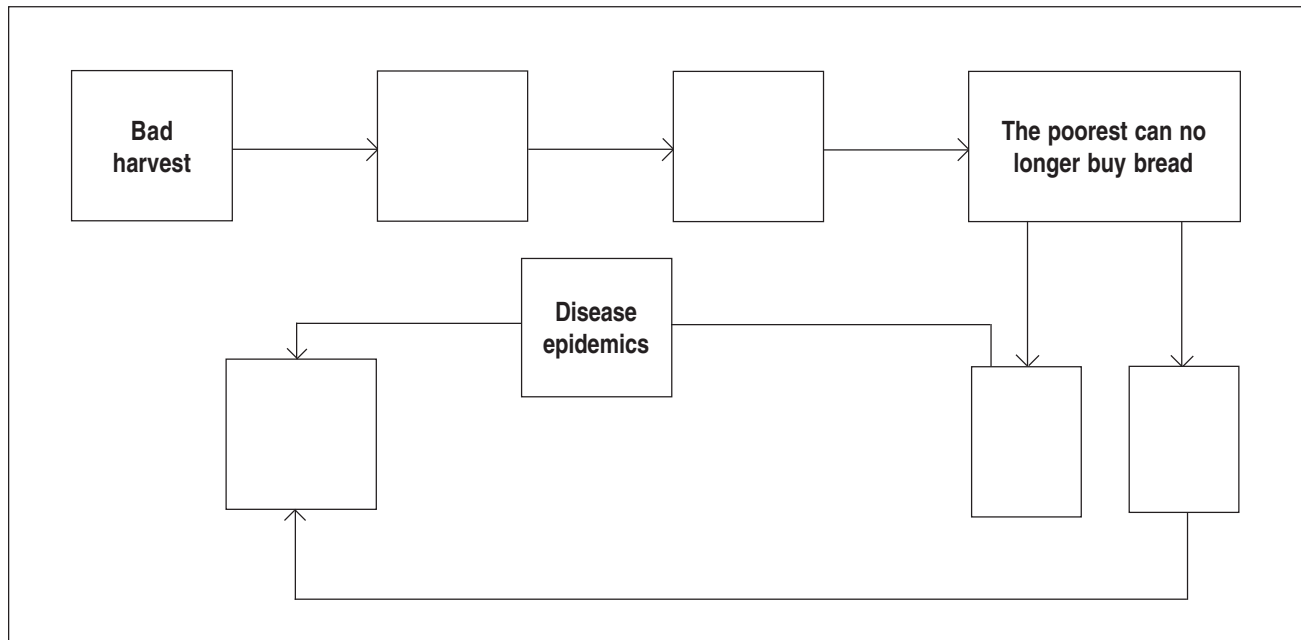 Bad
harvest
The poorest can no
longer buy bread
Disease
epidemics